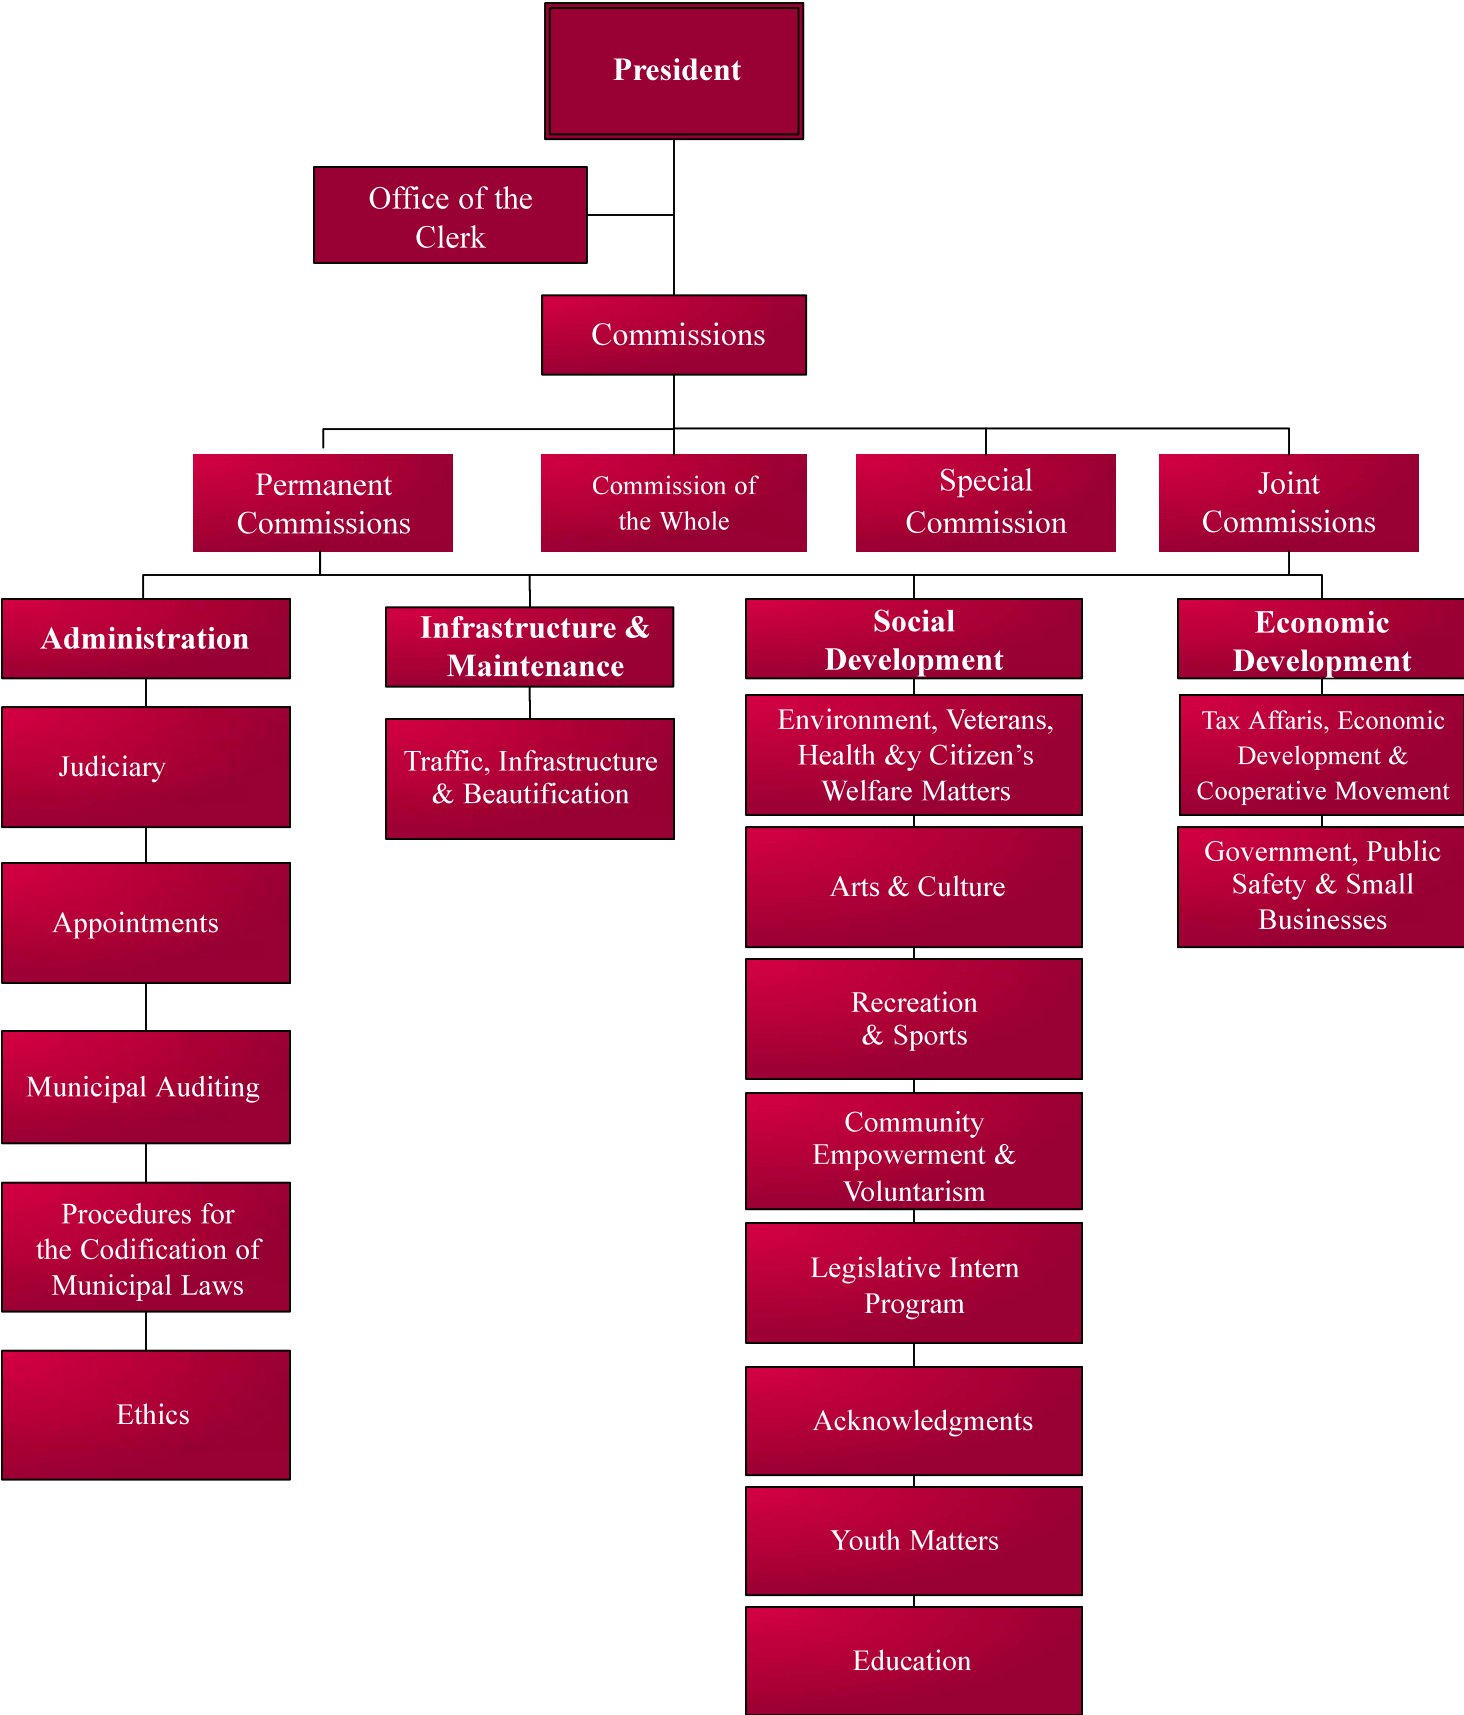 President
Office of the
Clerk
Commissions
Permanent
Commissions
Commission of
the Whole
Special
Commission
Joint
Commissions
Administration
Infrastructure &
Maintenance
Social
Development
Economic
Development
Judiciary
Appointments
Municipal Auditing
Procedures for
the Codification of
Municipal Laws
Ethics
Traffic, Infrastructure
& Beautification
Environment, Veterans,
Health &y Citizen’s
Welfare Matters
Arts & Culture
Recreation
& Sports
Community
Empowerment &
Voluntarism
Legislative Intern
Program
Acknowledgments
Youth Matters
Education
Tax Affaris, Economic
Development &
Cooperative Movement
Government, Public
Safety & Small
Businesses